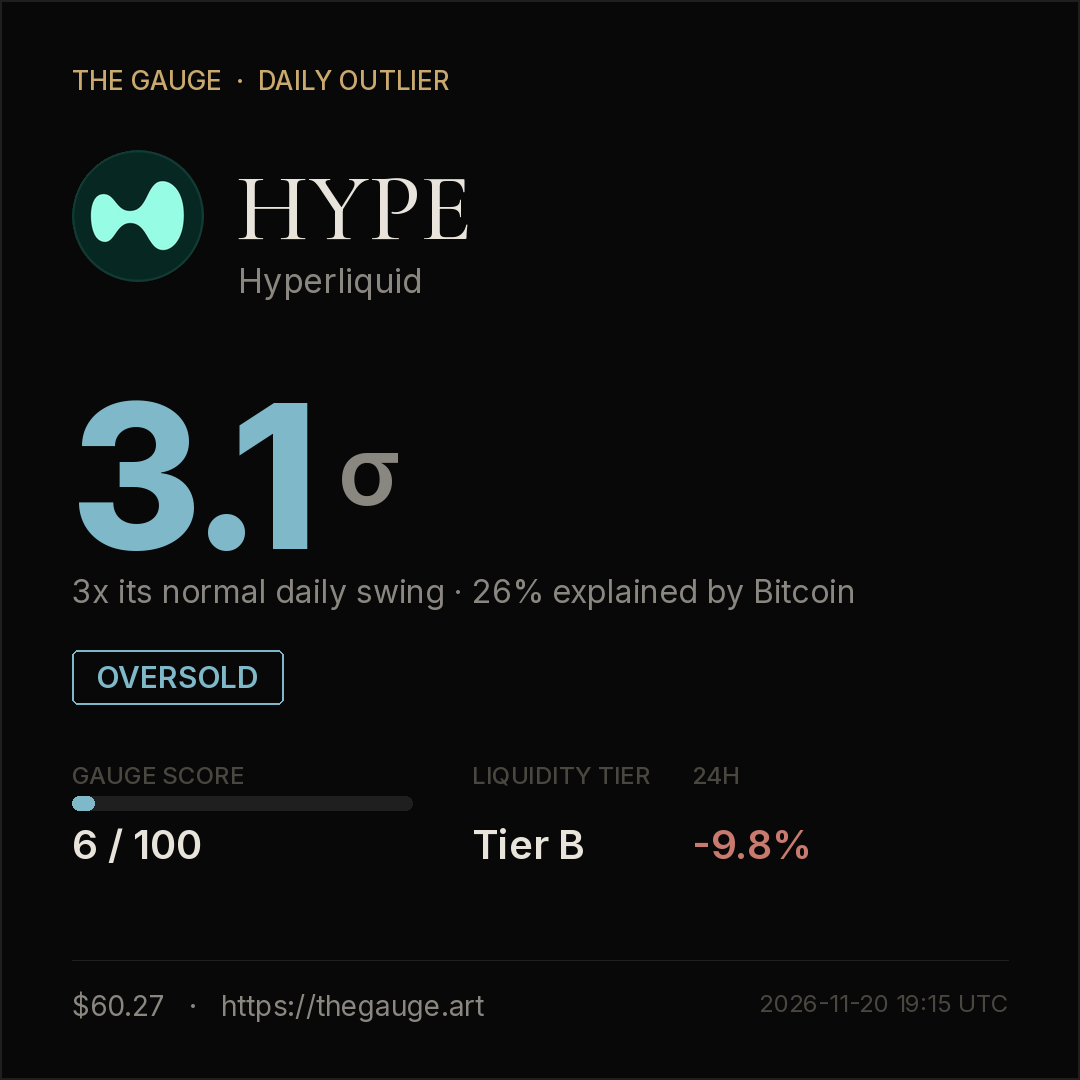 THE GAUGE · DAILY OUTLIER
HYPE
Hyperliquid
3.1 σ
3x its normal daily swing · 26% explained by Bitcoin
OVERSOLD
GAUGE SCORE LIQUIDITY TIER 24H
6 / 100 Tier B -9.8%
$60.27 · https://thegauge.art 2026-11-20 19:15 UTC